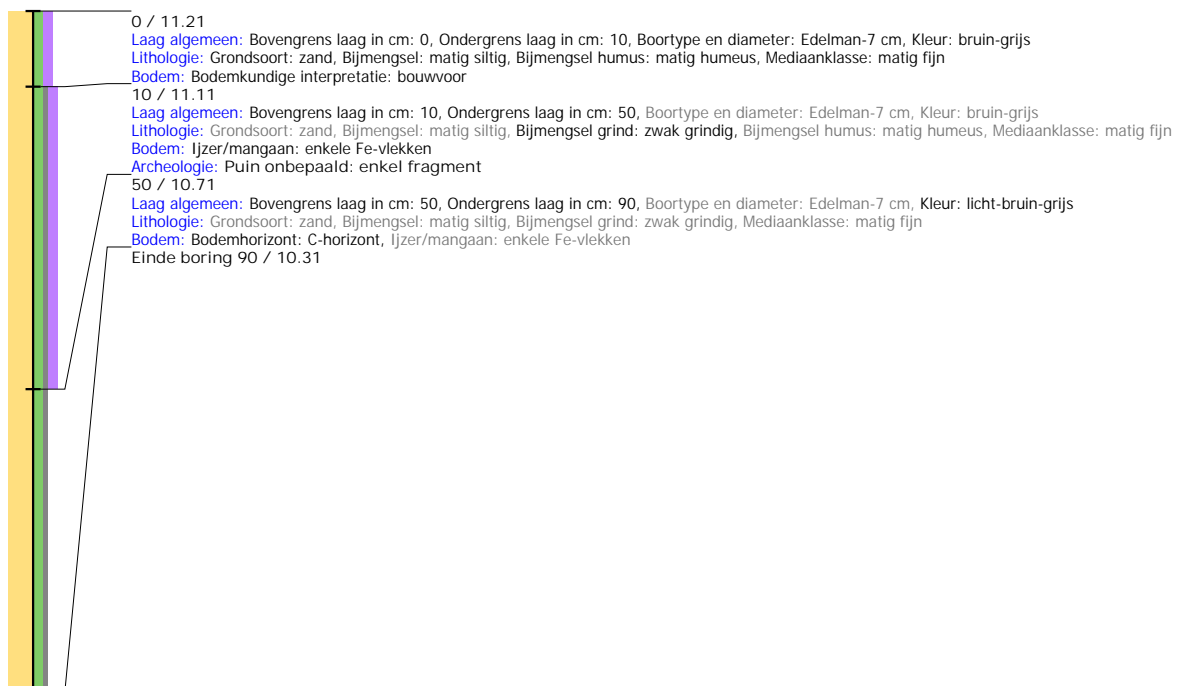 0 / 11.21
Laag algemeen: Bovengrens laag in cm: 0, Ondergrens laag in cm: 10, Boortype en diameter: Edelman-7 cm, Kleur: bruin-grijs
Lithologie: Grondsoort: zand, Bijmengsel: matig siltig, Bijmengsel humus: matig humeus, Mediaanklasse: matig fijn
Bodem: Bodemkundige interpretatie: bouwvoor
10 / 11.11
Laag algemeen: Bovengrens laag in cm: 10, Ondergrens laag in cm: 50, Boortype en diameter: Edelman-7 cm, Kleur: bruin-grijs
Lithologie: Grondsoort: zand, Bijmengsel: matig siltig, Bijmengsel grind: zwak grindig, Bijmengsel humus: matig humeus, Mediaanklasse: matig fijn
Bodem: Ijzer/mangaan: enkele Fe-vlekken
Archeologie: Puin onbepaald: enkel fragment
50 / 10.71
Laag algemeen: Bovengrens laag in cm: 50, Ondergrens laag in cm: 90, Boortype en diameter: Edelman-7 cm, Kleur: licht-bruin-grijs
Lithologie: Grondsoort: zand, Bijmengsel: matig siltig, Bijmengsel grind: zwak grindig, Mediaanklasse: matig fijn
Bodem: Bodemhorizont: C-horizont, Ijzer/mangaan: enkele Fe-vlekken
Einde boring 90 / 10.31